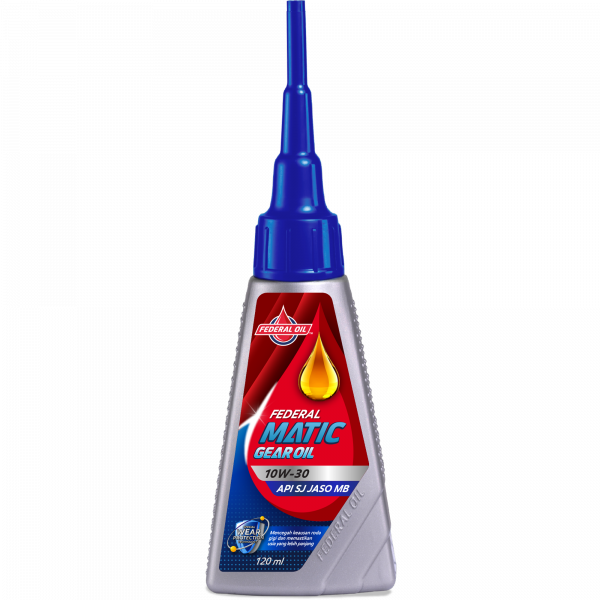 FEDERAL OIL
FEDERAL
MATIC
GEAR OIL
10W-30
API SJ JASO MB
WEAR
PROTECTION
Mencegah keausan roda
gigi dan memastikan
usia yang lebih panjang
120 ml
FEDERAL OIL